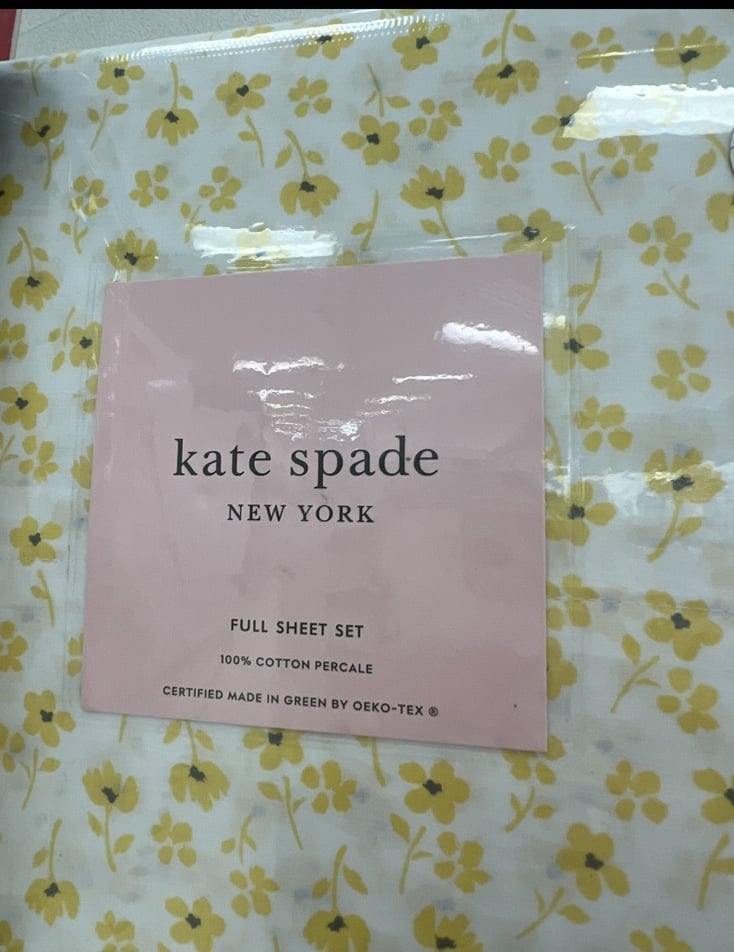 kate spade
NEW YORK
FULL SHEET SET
100% COTTON PERCALE
CERTIFIED MADE IN GREEN BY OEKO-TEX ®